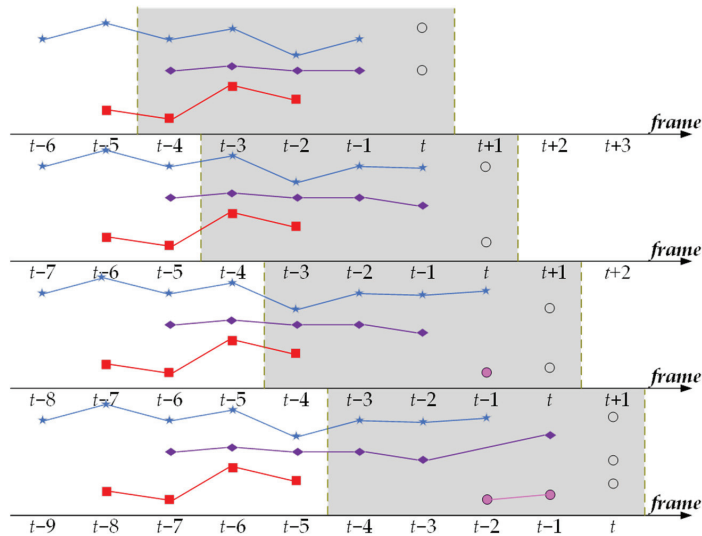 frame
t−6 t−5 t−4 t−3 t−2 t−1 t t+1 t+2 t+3
frame
t−7 t−6 t−5 t−4 t−3 t−2 t−1 t t+1 t+2
frame
t−8 t−7 t−6 t−5 t−4 t−3 t−2 t−1 t t+1
frame
t−9 t−8 t−7 t−6 t−5 t−4 t−3 t−2 t−1 t